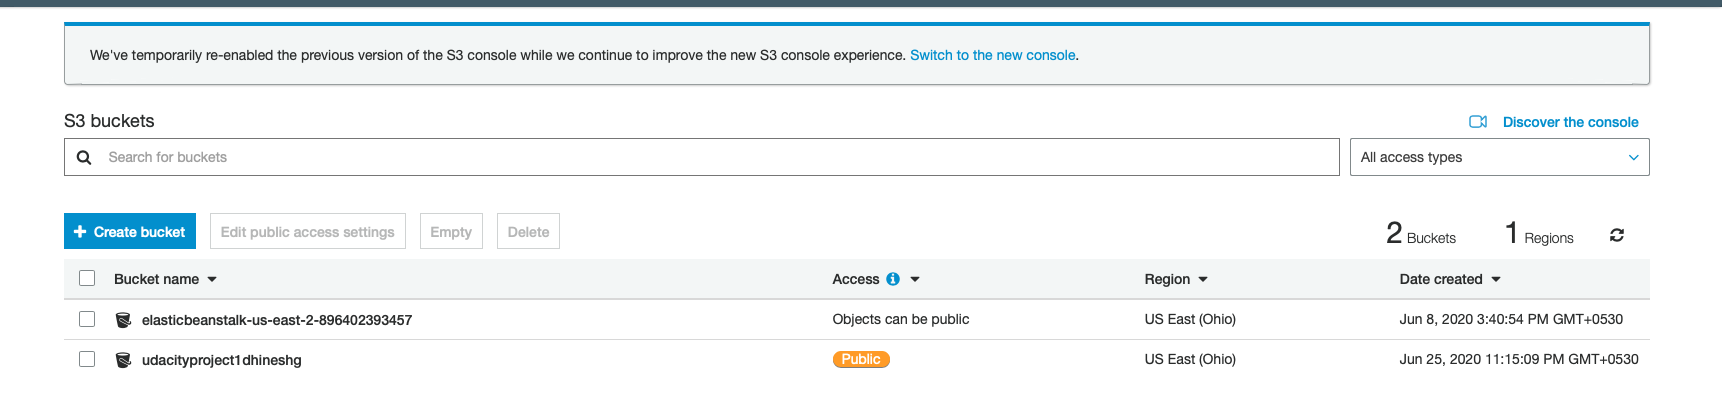 We've temporarily re-enabled the previous version of the S3 console while we continue to improve the new S3 console experience. Switch to the new console.
S3 buckets
Discover the console
Search for buckets
All access types
Create bucket
Edit public access settings
Empty
Delete
2 Buckets
1 Regions
Bucket name
Access
Region
Date created
elasticbeanstalk-us-east-2-896402393457
Objects can be public
US East (Ohio)
Jun 8, 2020 3:40:54 PM GMT+0530
udacityproject1dhineshg
Public
US East (Ohio)
Jun 25, 2020 11:15:09 PM GMT+0530